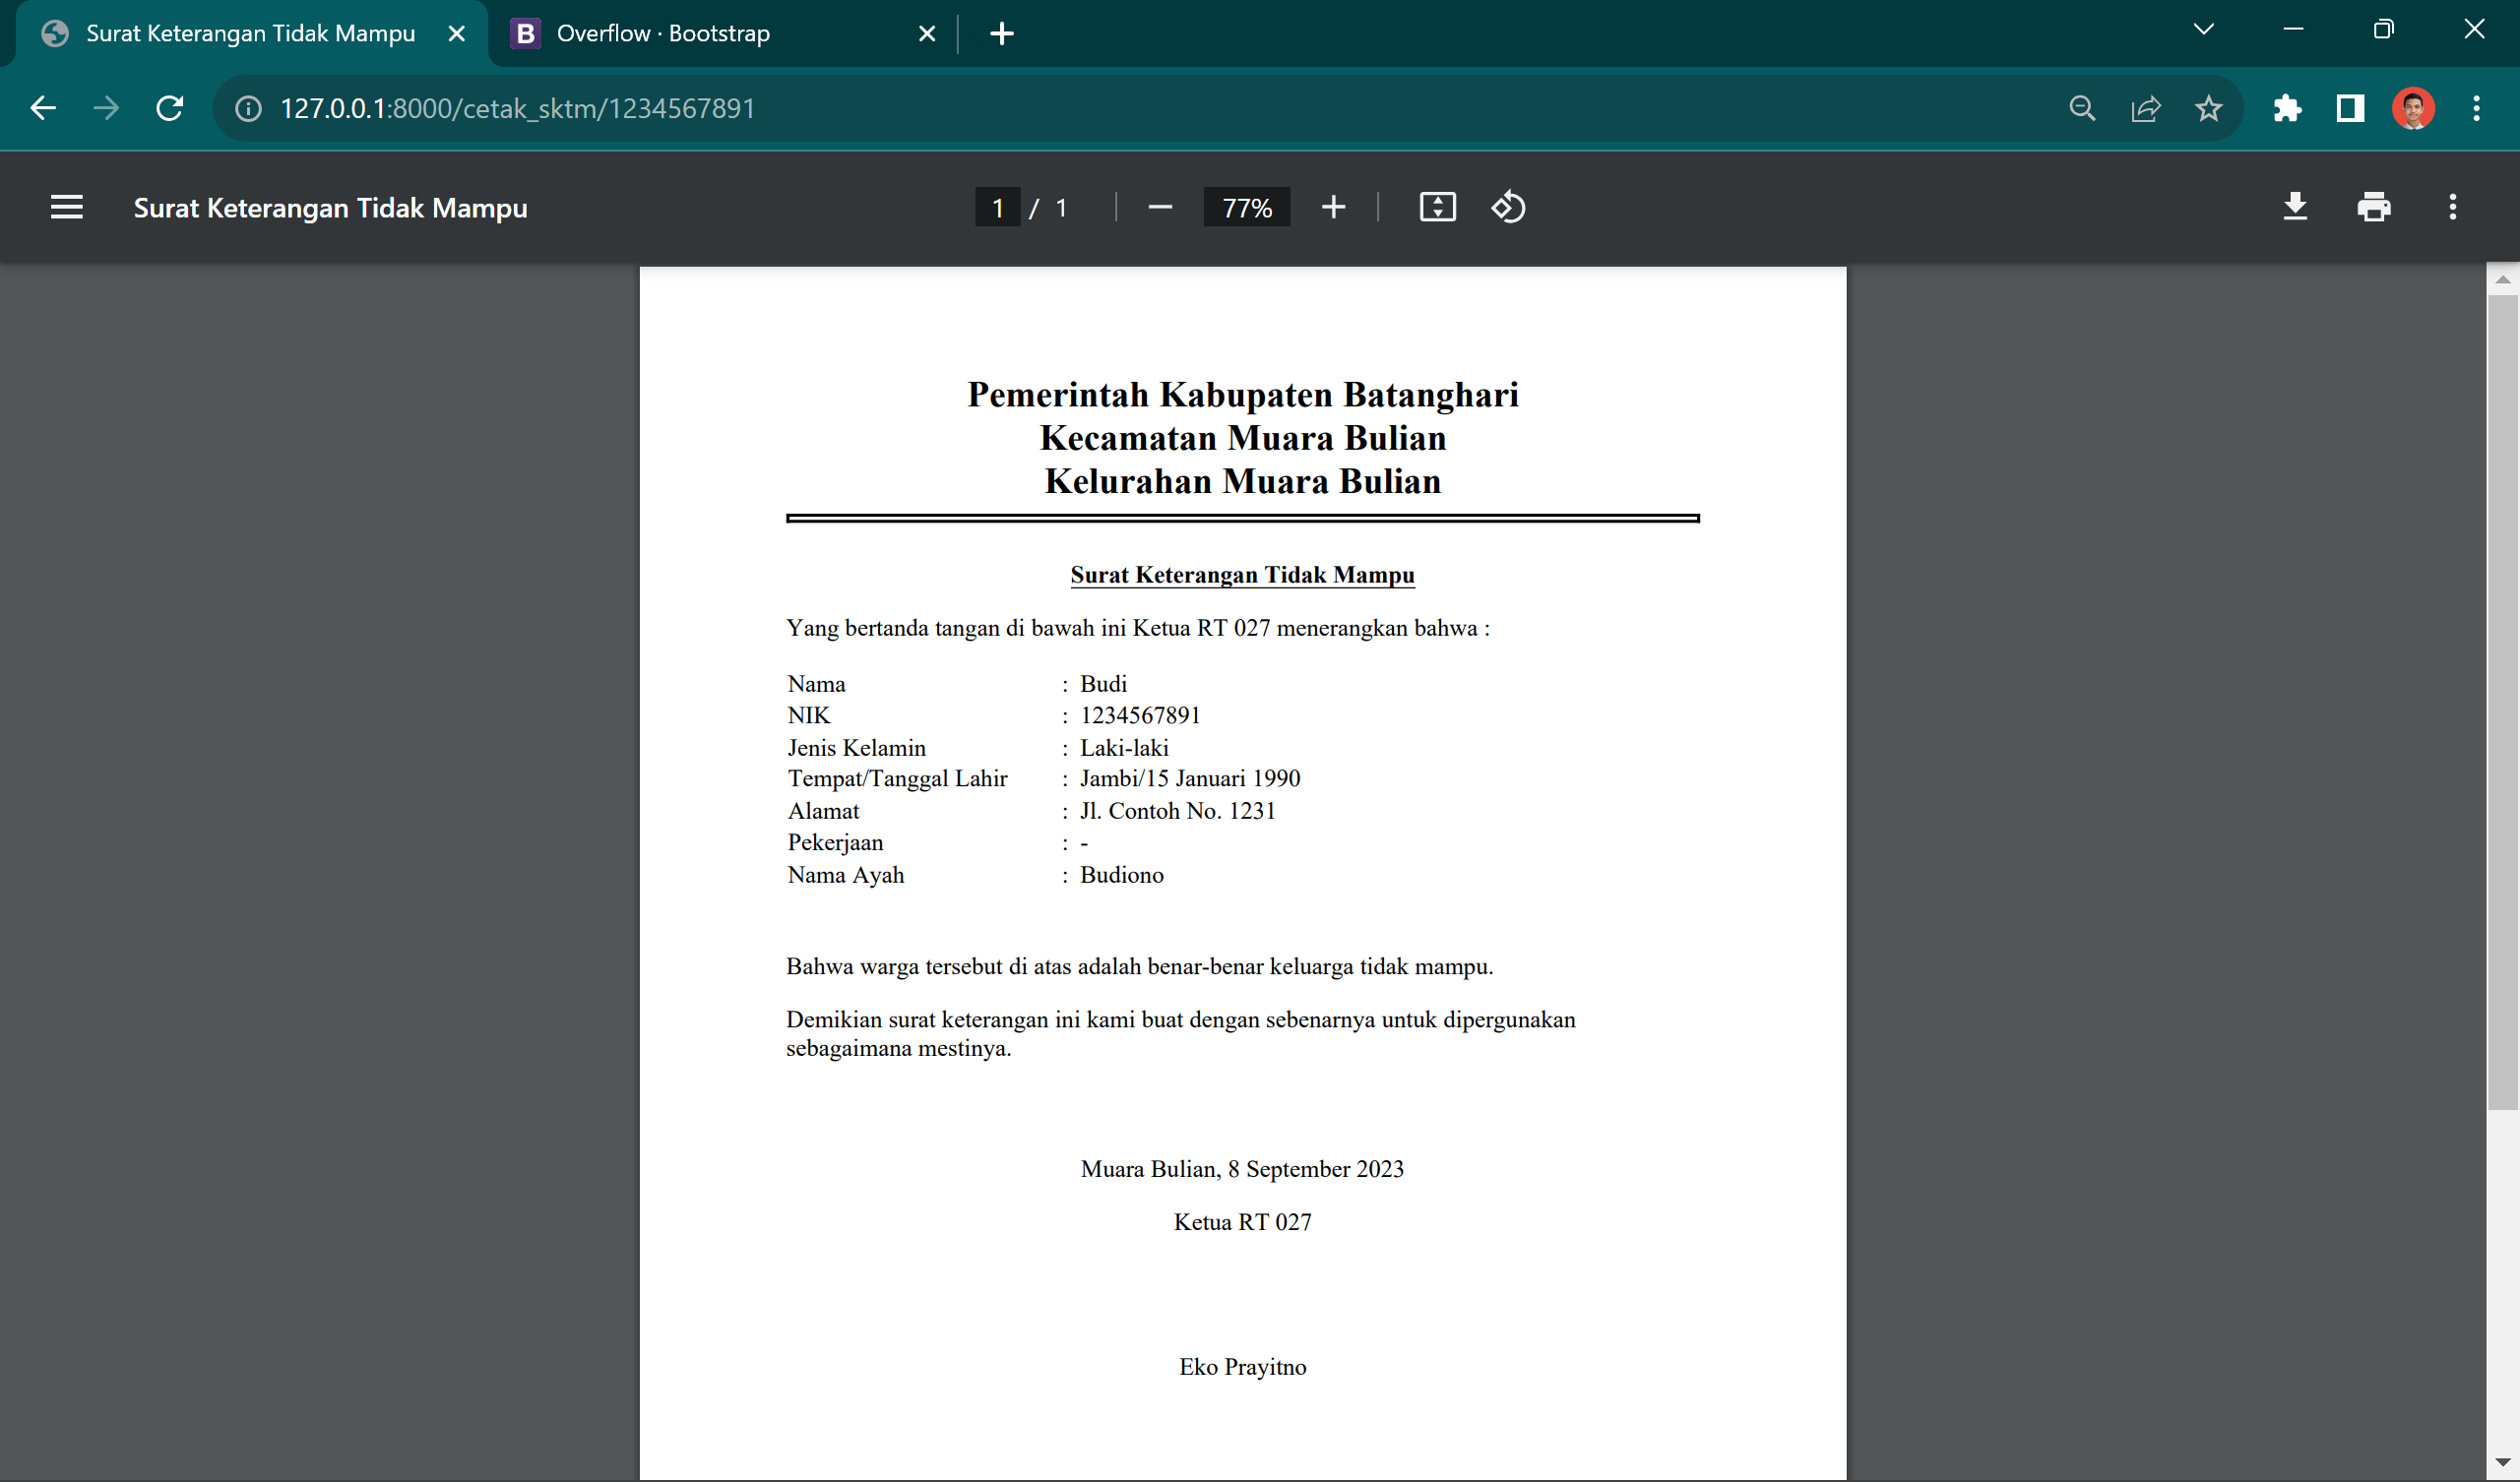 Surat Keterangan Tidak Mampu
B Overflow · Bootstrap
127.0.0.1:8000/cetak_sktm/1234567891
Surat Keterangan Tidak Mampu
1 / 1
77%
Pemerintah Kabupaten Batanghari
Kecamatan Muara Bulian
Kelurahan Muara Bulian
Surat Keterangan Tidak Mampu
Yang bertanda tangan di bawah ini Ketua RT 027 menerangkan bahwa :
Nama : Budi
NIK : 1234567891
Jenis Kelamin : Laki-laki
Tempat/Tanggal Lahir : Jambi/15 Januari 1990
Alamat : Jl. Contoh No. 1231
Pekerjaan : -
Nama Ayah : Budiono
Bahwa warga tersebut di atas adalah benar-benar keluarga tidak mampu.
Demikian surat keterangan ini kami buat dengan sebenarnya untuk dipergunakan
sebagaimana mestinya.
Muara Bulian, 8 September 2023
Ketua RT 027
Eko Prayitno